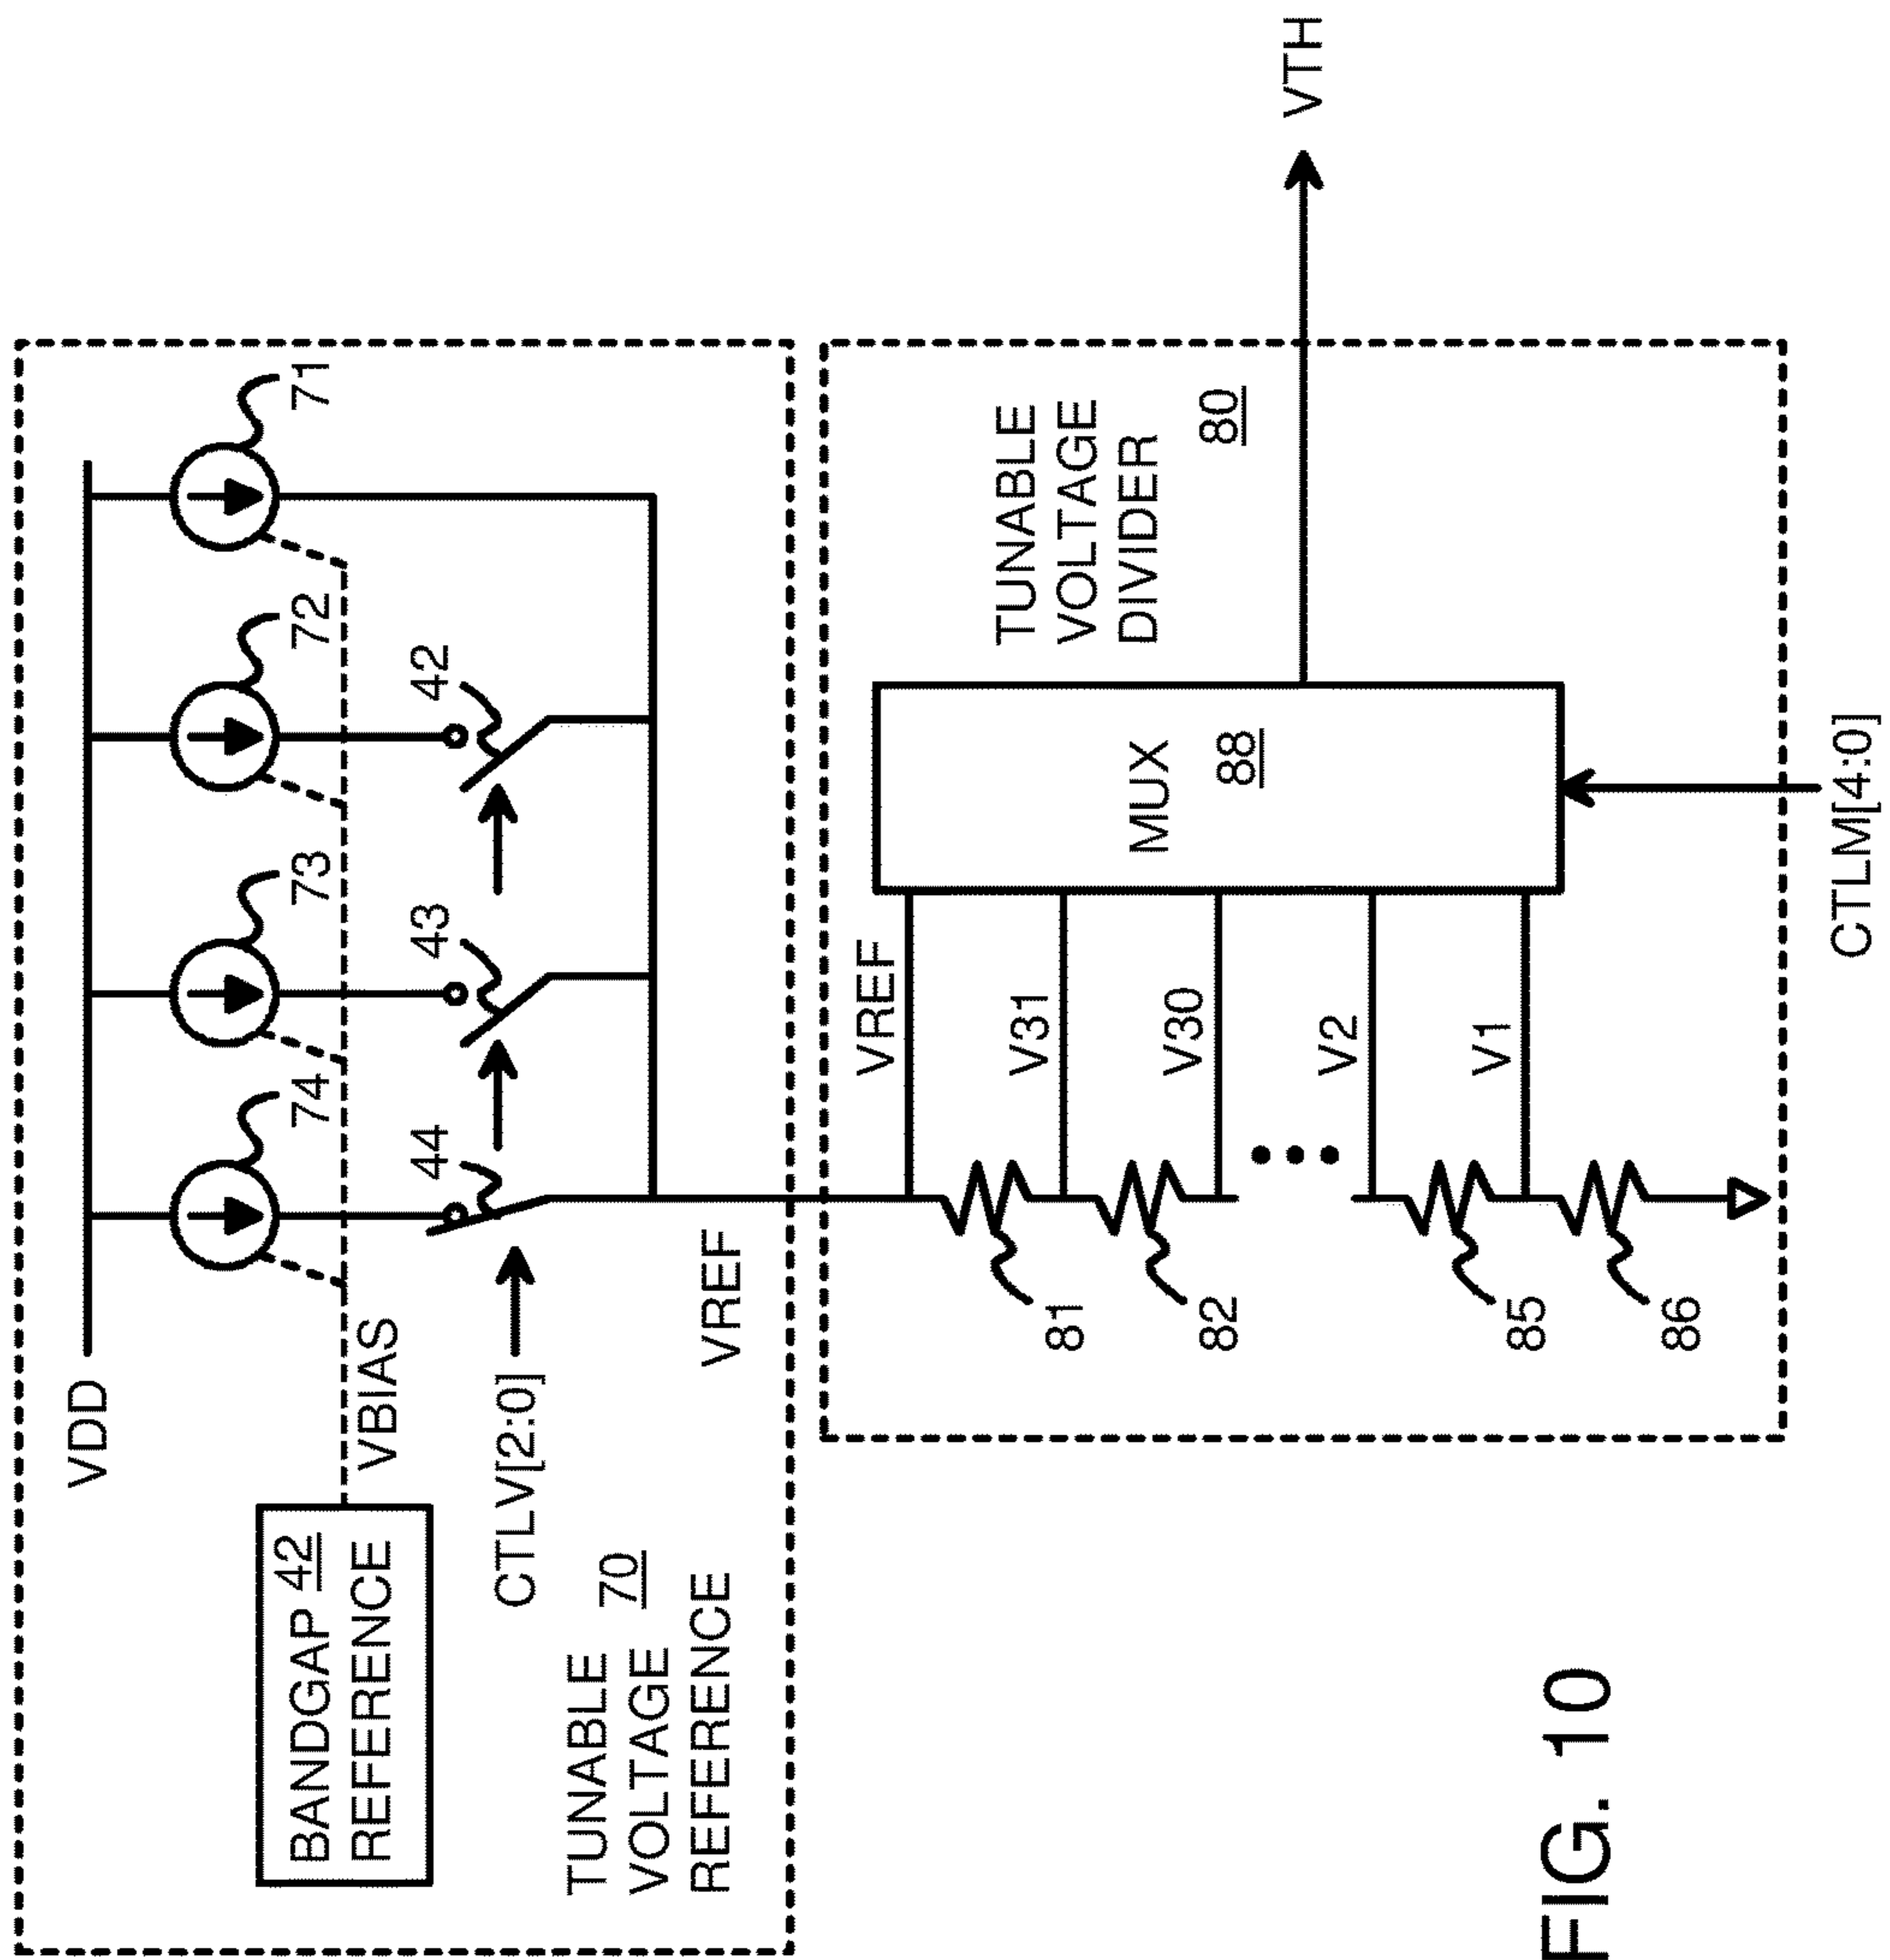 VDD
74
73
72
71
BANDGAP 42
REFERENCE
VBIAS
44
43
42
CTLV[2:0]
TUNABLE
VOLTAGE 70
REFERENCE
VREF
VREF
V31
V30
V2
V1
81
82
85
86
MUX
88
TUNABLE
VOLTAGE
DIVIDER
80
VTH
CTLM[4:0]
FIG. 10